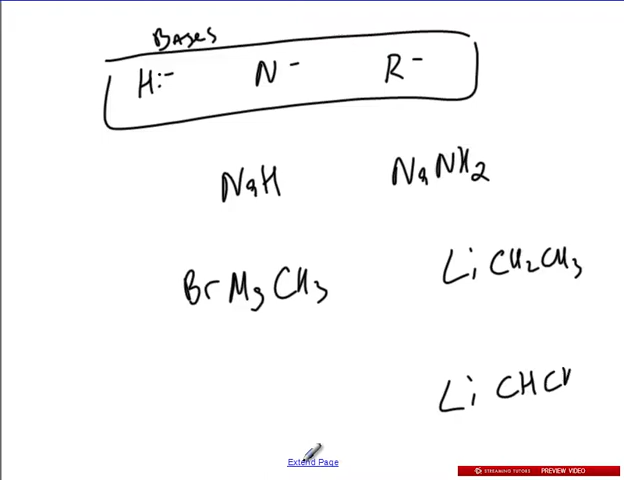 BASES
H:⁻ N⁻ R⁻
NaH NaNH₂
BrMgCH₃ LiCH₂CH₃
LiCHCH
Extend Page
STREAMING TUTORS PREVIEW VIDEO